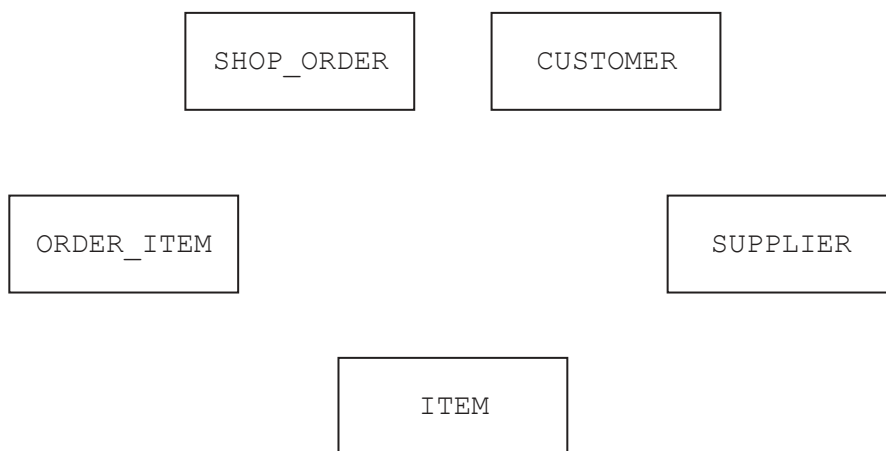 SHOP_ORDER
CUSTOMER
ORDER_ITEM
SUPPLIER
ITEM